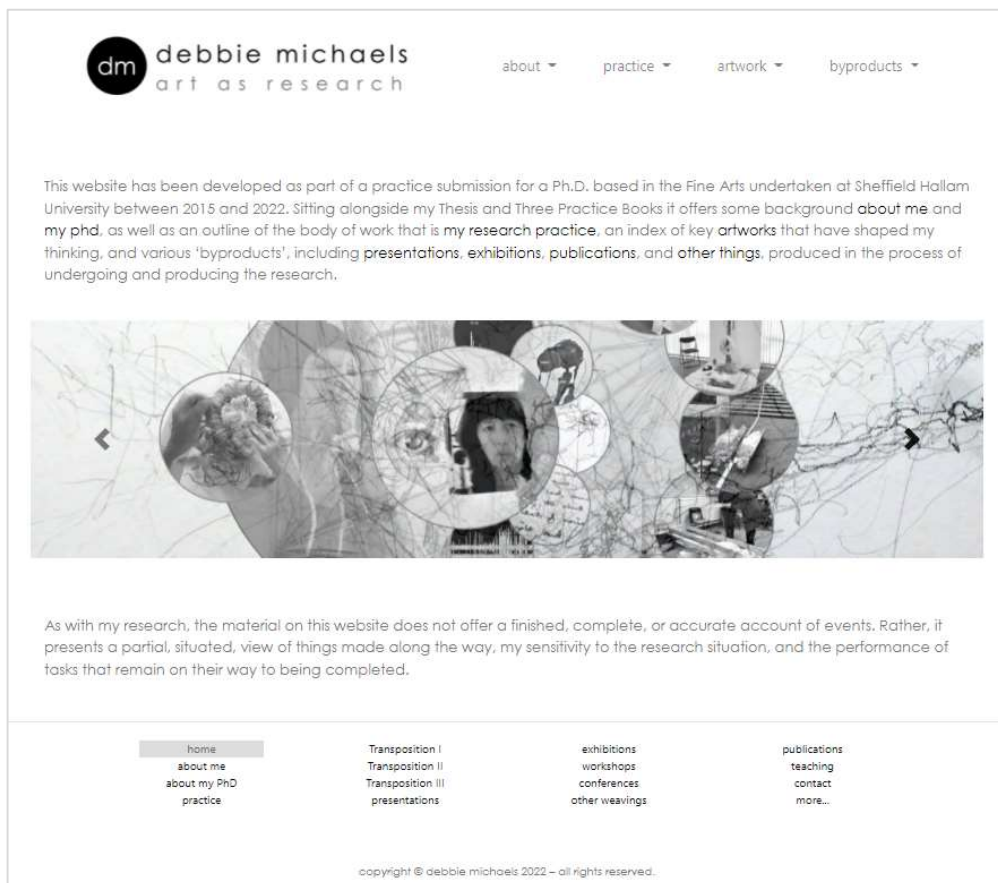 dm
debbie michaels
art as research
about
practice
artwork
byproducts
This website has been developed as part of a practice submission for a Ph.D. based in the Fine Arts undertaken at Sheffield Hallam
University between 2015 and 2022. Sitting alongside my Thesis and Three Practice Books it offers some background about me and
my phd, as well as an outline of the body of work that is my research practice, an index of key artworks that have shaped my
thinking, and various ‘byproducts’, including presentations, exhibitions, publications, and other things, produced in the process of
undergoing and producing the research.
As with my research, the material on this website does not offer a finished, complete, or accurate account of events. Rather, it
presents a partial, situated, view of things made along the way, my sensitivity to the research situation, and the performance of
tasks that remain on their way to being completed.
home
about me
about my PhD
practice
Transposition I
Transposition II
Transposition III
presentations
exhibitions
workshops
conferences
other weavings
publications
teaching
contact
more...
copyright © debbie michaels 2022 – all rights reserved.